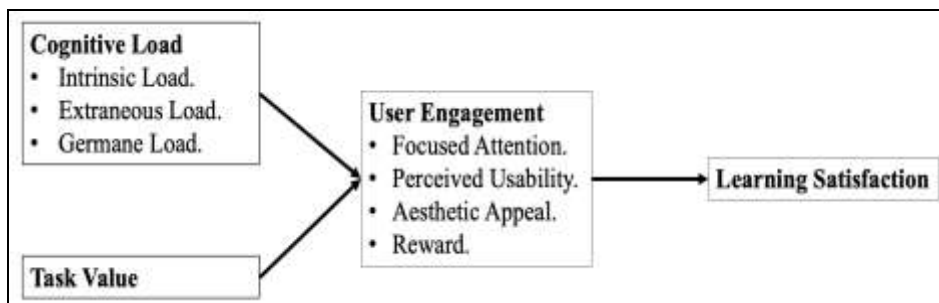 Cognitive Load
• Intrinsic Load.
• Extraneous Load.
• Germane Load.
Task Value
User Engagement
• Focused Attention.
• Perceived Usability.
• Aesthetic Appeal.
• Reward.
Learning Satisfaction